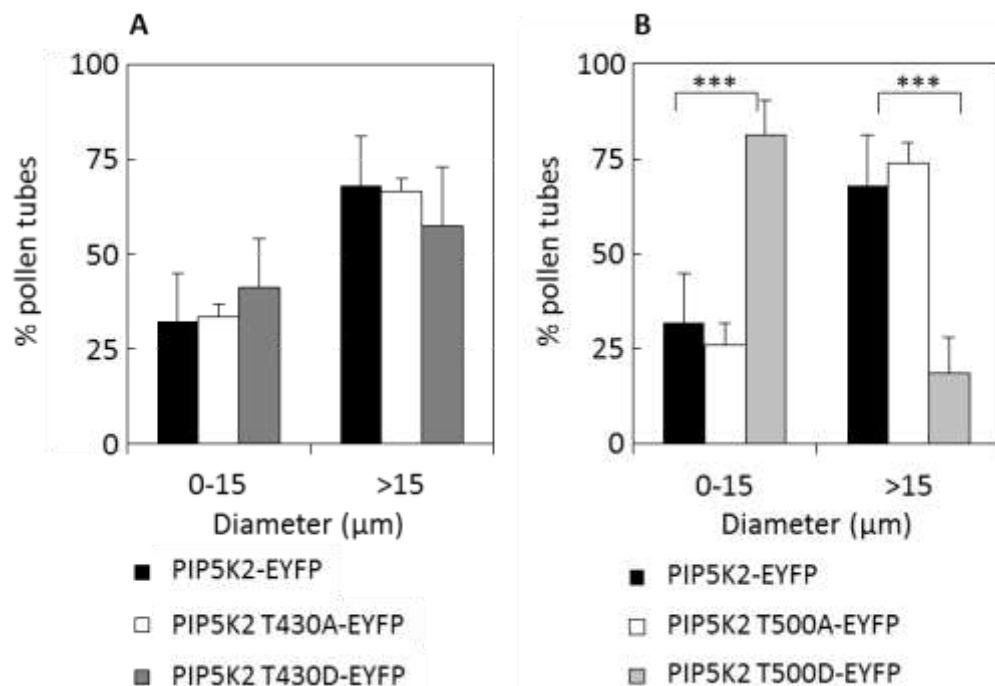 A
100
75
50
25
0
% pollen tubes
0-15
>15
Diameter (μm)
PIP5K2-EYFP
PIP5K2 T430A-EYFP
PIP5K2 T430D-EYFP
B
100
75
50
25
0
% pollen tubes
***
***
0-15
>15
Diameter (μm)
PIP5K2-EYFP
PIP5K2 T500A-EYFP
PIP5K2 T500D-EYFP